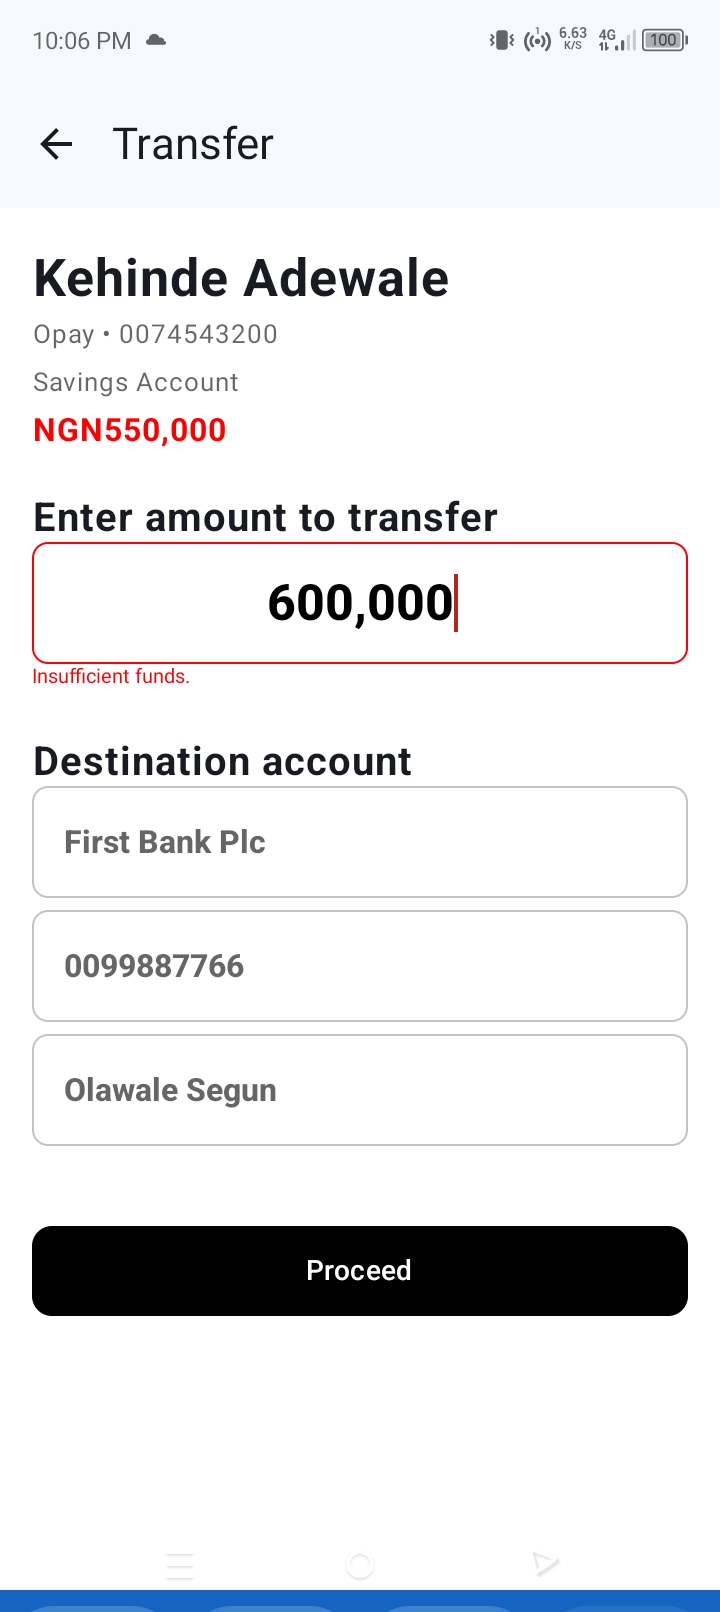 10:06 PM
1
6.63
K/S
4G
100
Transfer
Kehinde Adewale
Opay • 0074543200
Savings Account
NGN550,000
Enter amount to transfer
600,000
Insufficient funds.
Destination account
First Bank Plc
0099887766
Olawale Segun
Proceed